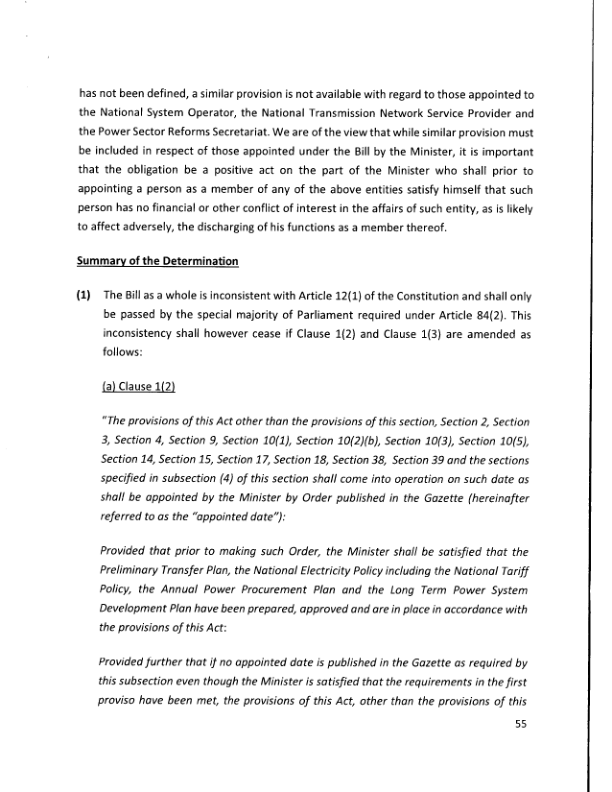 has not been defined, a similar provision is not available with regard to those appointed to
the National System Operator, the National Transmission Network Service Provider and
the Power Sector Reforms Secretariat. We are of the view that while similar provision must
be included in respect of those appointed under the Bill by the Minister, it is important
that the obligation be a positive act on the part of the Minister who shall prior to
appointing a person as a member of any of the above entities satisfy himself that such
person has no financial or other conflict of interest in the affairs of such entity, as is likely
to affect adversely, the discharging of his functions as a member thereof.
Summary of the Determination
(1) The Bill as a whole is inconsistent with Article 12(1) of the Constitution and shall only
be passed by the special majority of Parliament required under Article 84(2). This
inconsistency shall however cease if Clause 1(2) and Clause 1(3) are amended as
follows:
(a) Clause 1(2)
"The provisions of this Act other than the provisions of this section, Section 2, Section
3, Section 4, Section 9, Section 10(1), Section 10(2)(b), Section 10(3), Section 10(5),
Section 14, Section 15, Section 17, Section 18, Section 38, Section 39 and the sections
specified in subsection (4) of this section shall come into operation on such date as
shall be appointed by the Minister by Order published in the Gazette (hereinafter
referred to as the "appointed date"):
Provided that prior to making such Order, the Minister shall be satisfied that the
Preliminary Transfer Plan, the National Electricity Policy including the National Tariff
Policy, the Annual Power Procurement Plan and the Long Term Power System
Development Plan have been prepared, approved and are in place in accordance with
the provisions of this Act:
Provided further that if no appointed date is published in the Gazette as required by
this subsection even though the Minister is satisfied that the requirements in the first
proviso have been met, the provisions of this Act, other than the provisions of this
55